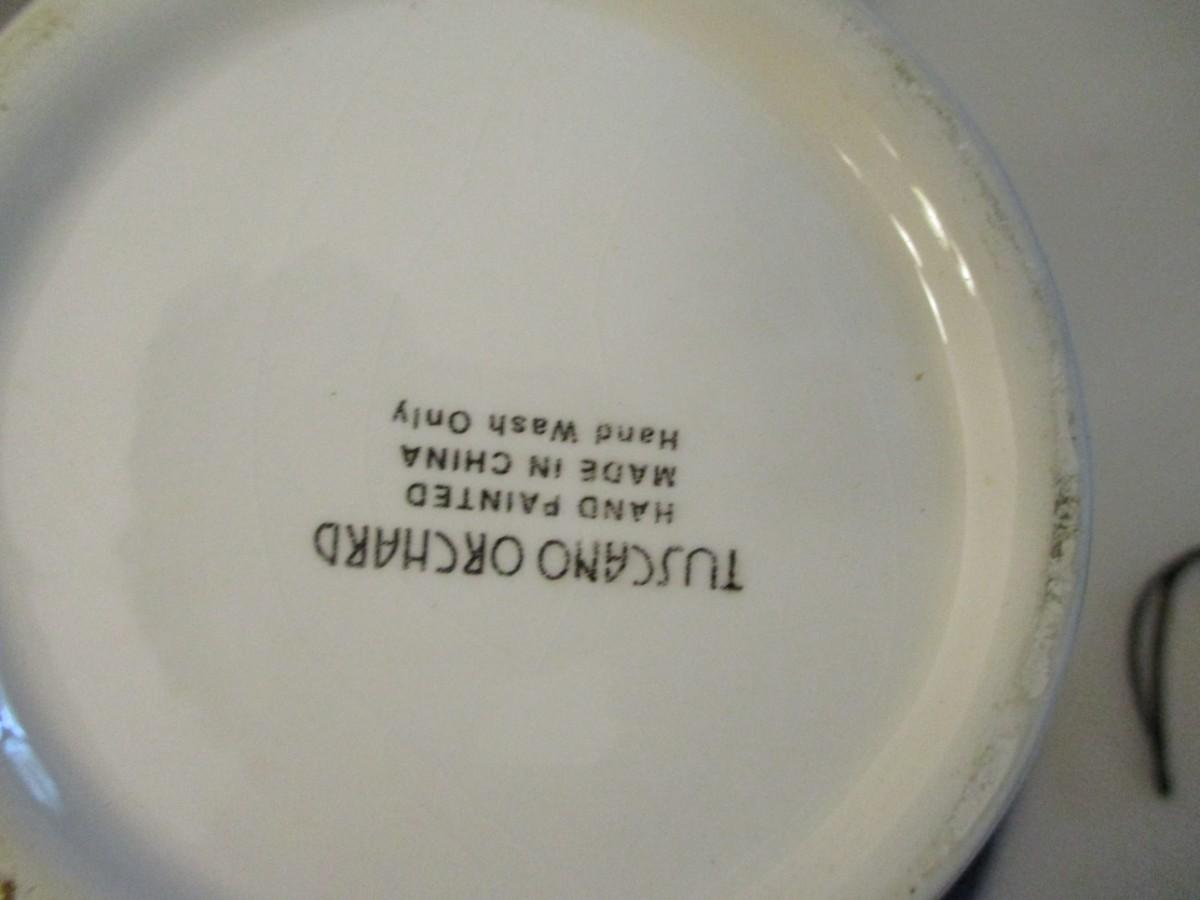 TUSCANO ORCHARD
HAND PAINTED
MADE IN CHINA
Hand Wash Only